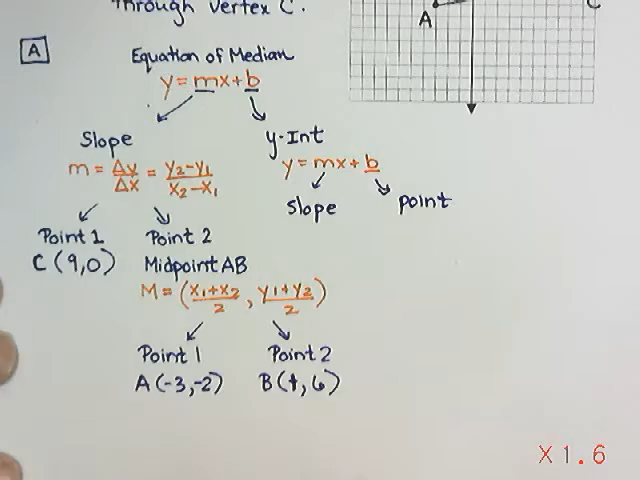 through vertex C.
A
C
A
Equation of Median
y = mx + b
Slope
y-Int
m = Δy/Δx = y₂-y₁/x₂-x₁
y = mx + b
slope
point
Point 1
Point 2
C (9,0)
Midpoint AB
M = (x₁+x₂/2, y₁+y₂/2)
Point 1
Point 2
A (-3,-2)
B (1, 6)
X1.6